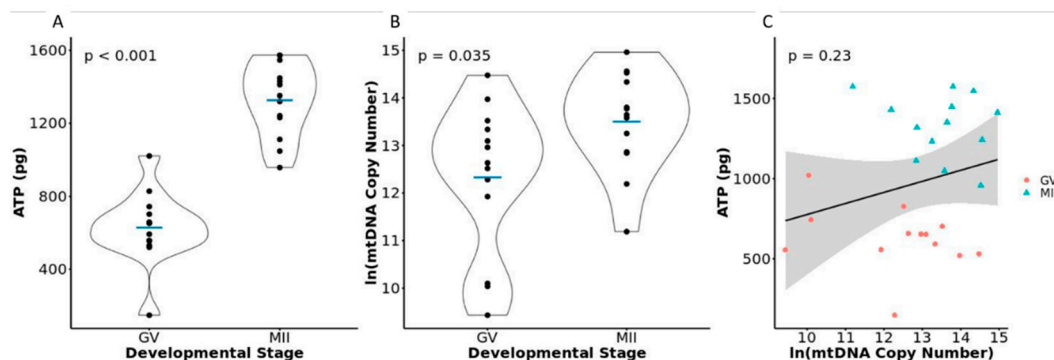 A
p < 0.001
ATP (pg)
1600
1200
800
400
GV MII
Developmental Stage
B
p = 0.035
ln(mtDNA Copy Number)
15
14
13
12
11
10
GV MII
Developmental Stage
C
p = 0.23
ATP (pg)
1500
1000
500
10 11 12 13 14 15
ln(mtDNA Copy Number)
GV
MI